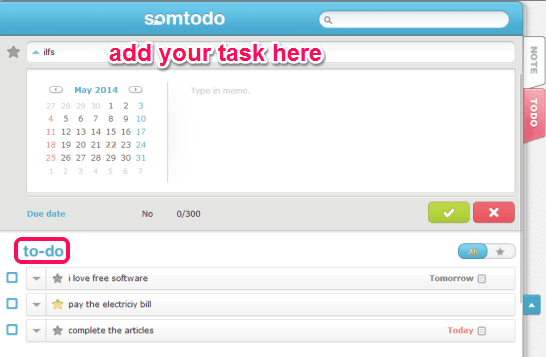 somtodo
ilfs
add your task here
NOTE
TODO
May 2014
Type in memo.
27 28 29 30 1 2 3
4 5 6 7 8 9 10
11 12 13 14 15 16 17
18 19 20 21 22 23 24
25 26 27 28 29 30 31
1 2 3 4 5 6 7
Due date No 0/300
to-do
All
i love free software Tomorrow
pay the electriciy bill
complete the articles Today